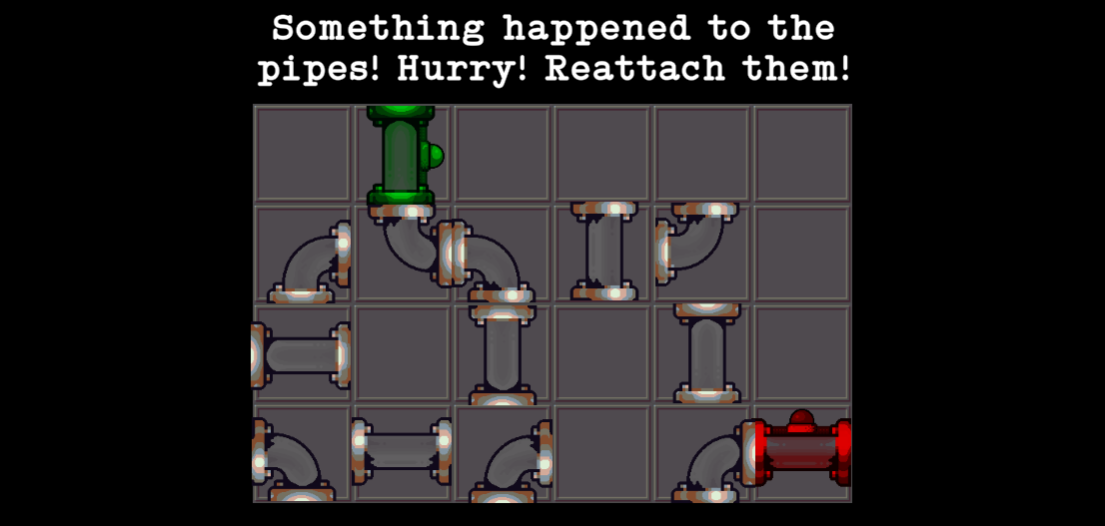 Something happened to the
pipes! Hurry! Reattach them!